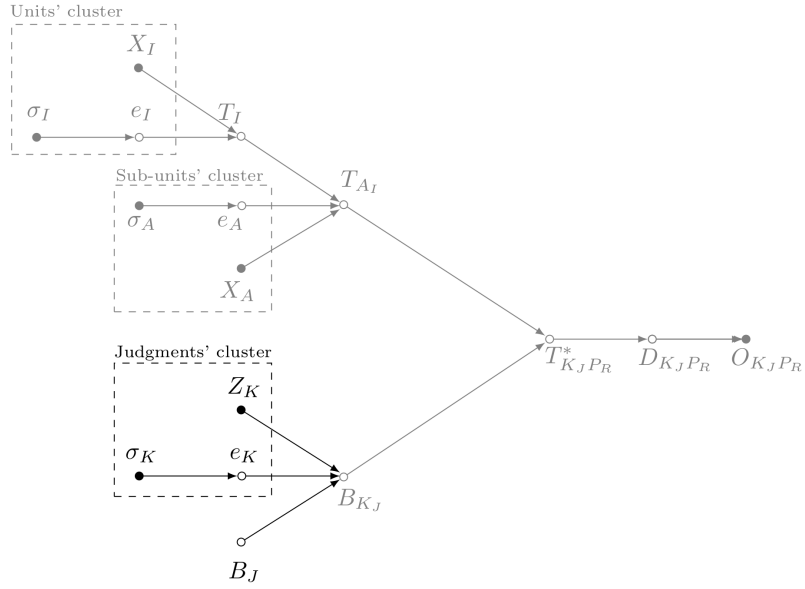 Units' cluster
X_I
σ_I
e_I
T_I
Sub-units' cluster
T_{A_I}
σ_A
e_A
X_A
T^*_{K_J P_R}
D_{K_J P_R}
O_{K_J P_R}
Judgments' cluster
Z_K
σ_K
e_K
B_{K_J}
B_J